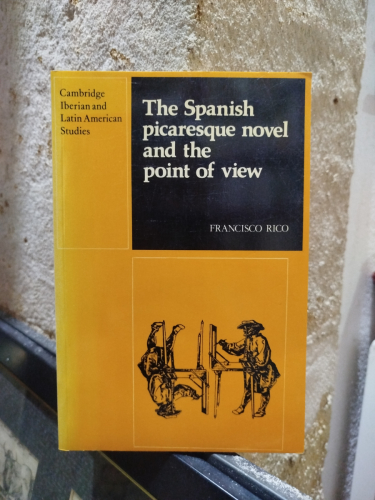 Cambridge
Iberian and
Latin American
Studies
The Spanish
picaresque novel
and the
point of view
FRANCISCO RICO